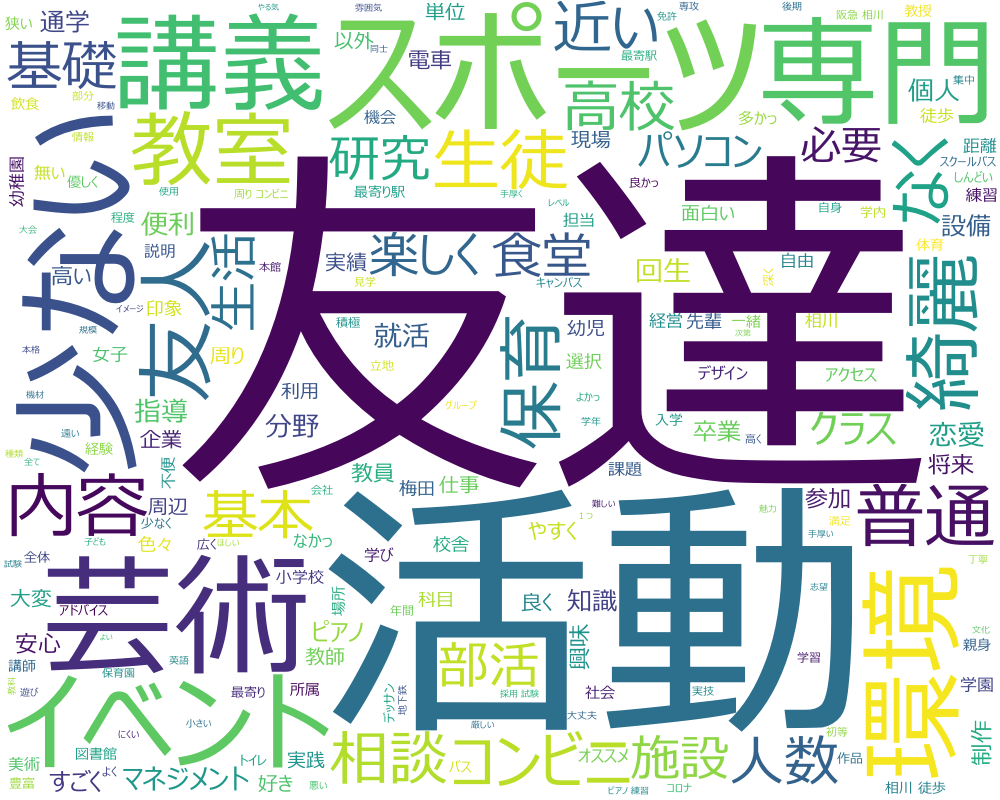 狭い
通学
基礎
講義
スポーツ
専門
やる気
以外
同士
雰囲気
単位
電車
近い
免許
専攻
最寄駅
後期
阪急 相川
教授
個人
集中
徒歩
飲食
部分
移動
情報
教室
機会
研究
生徒
高校
現場
パソコン
多かっ
必要
なく
距離
スクールバス
しんどい
練習
幼稚園
無い
優しく
使用
周り コンビニ
最寄り駅
手厚く
レベル
良かっ
面白い
自身
学内
設備
体育
少ない
大会
程度
便利
説明
高い
印象
イメージ
規模
友人
生活
本館
実績
楽しく
見学
食堂
キャンパス
担当
回生
自由
深く
綺麗
友達
積極
就活
立地
幼児
経営
先輩
一緒
次第
相川
本格
女子
周り
利用
分野
グループ
保育
選択
よかっ
学年
デザイン
アクセス
入学
卒業
高く
クラス
恋愛
将来
機材
遠い
種類
全て
経験
指導
企業
不便
教員
会社
梅田
仕事
課題
参加
普通
内容
周辺
少なく
色々
子ども
基本
広く
ほしい
なかっ
学び
校舎
やすく
難しい
1つ
魅力
満足
手厚い
丁寧
試験
全体
大変
アドバイス
芸術
小学校
場所
年間
科目
良く
知識
志望
環境
文化
親身
安心
よい
講師
英語
保育園
ピアノ
教師
活動
部活
興味
学習
教科
遊び
最寄り
所属
デッサン
地下鉄
採用 試験
社会
実技
学園
イベント
小さい
にくい
厳しい
大丈夫
初等
制作
美術
図書館
トイレ
実践
相談
コンビニ
バス
オススメ
施設
人数
作品
豊富
すごく
よく
マネジメント
好き
悪い
ピアノ 練習
コロナ
相川 徒歩